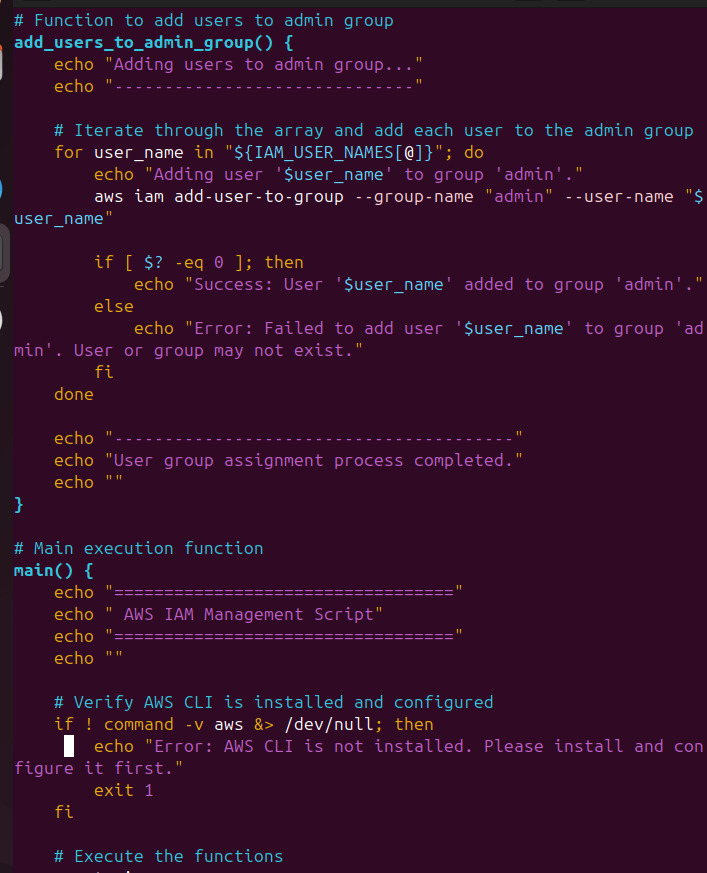 # Function to add users to admin group
add_users_to_admin_group() {
    echo "Adding users to admin group..."
    echo "------------------------------"

    # Iterate through the array and add each user to the admin group
    for user_name in "${IAM_USER_NAMES[@]}"; do
        echo "Adding user '$user_name' to group 'admin'."
        aws iam add-user-to-group --group-name "admin" --user-name "$
user_name"

        if [ $? -eq 0 ]; then
            echo "Success: User '$user_name' added to group 'admin'."
        else
            echo "Error: Failed to add user '$user_name' to group 'ad
min'. User or group may not exist."
        fi
    done

    echo "----------------------------------------"
    echo "User group assignment process completed."
    echo ""
}

# Main execution function
main() {
    echo "=================================="
    echo " AWS IAM Management Script"
    echo "=================================="
    echo ""

    # Verify AWS CLI is installed and configured
    if ! command -v aws &> /dev/null; then
        echo "Error: AWS CLI is not installed. Please install and con
figure it first."
        exit 1
    fi

    # Execute the functions